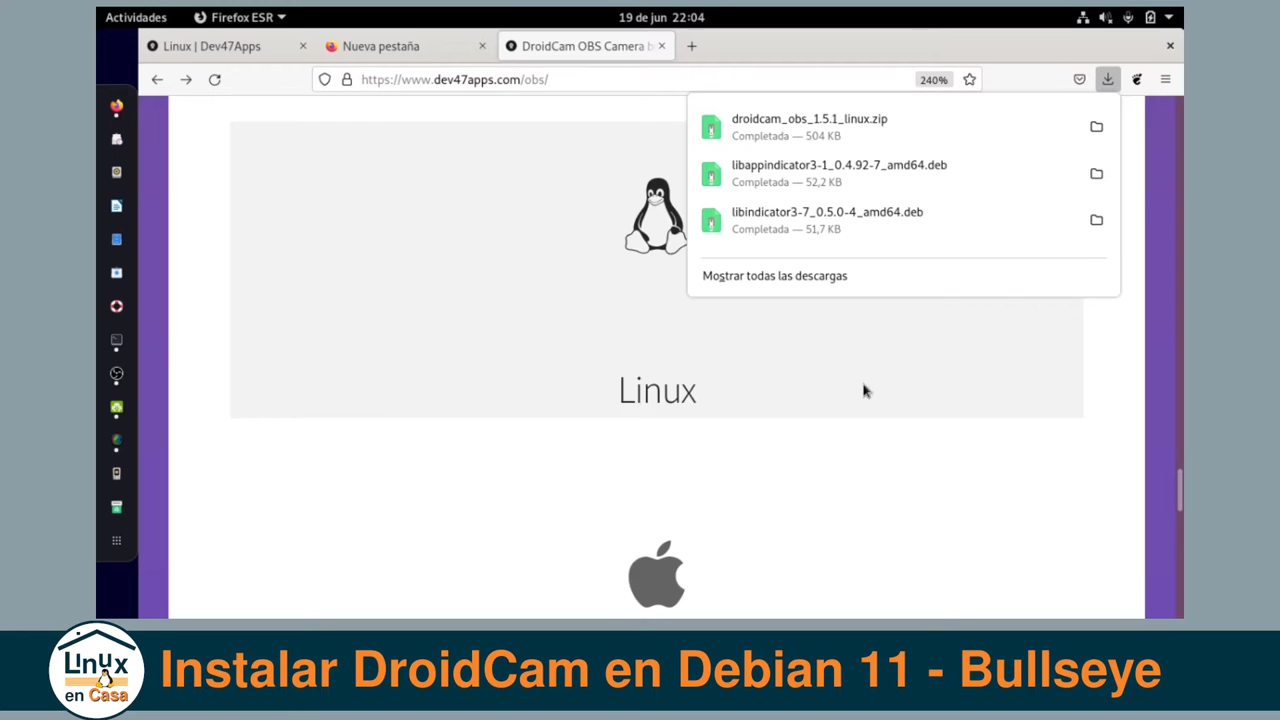 Actividades
Firefox ESR
19 de jun 22:04
Linux | Dev47Apps
Nueva pestaña
DroidCam OBS Camera b
https://www.dev47apps.com/obs/
240%
droidcam_obs_1.5.1_linux.zip
Completada — 504 KB
libappindicator3-1_0.4.92-7_amd64.deb
Completada — 52,2 KB
libindicator3-7_0.5.0-4_amd64.deb
Completada — 51,7 KB
Mostrar todas las descargas
Linux
Linux
en Casa
Instalar DroidCam en Debian 11 - Bullseye